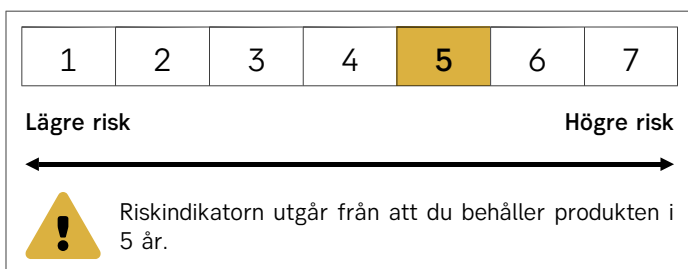 1 2 3 4 5 6 7
Lägre risk Högre risk
Riskindikatorn utgår från att du behåller produkten i
5 år.